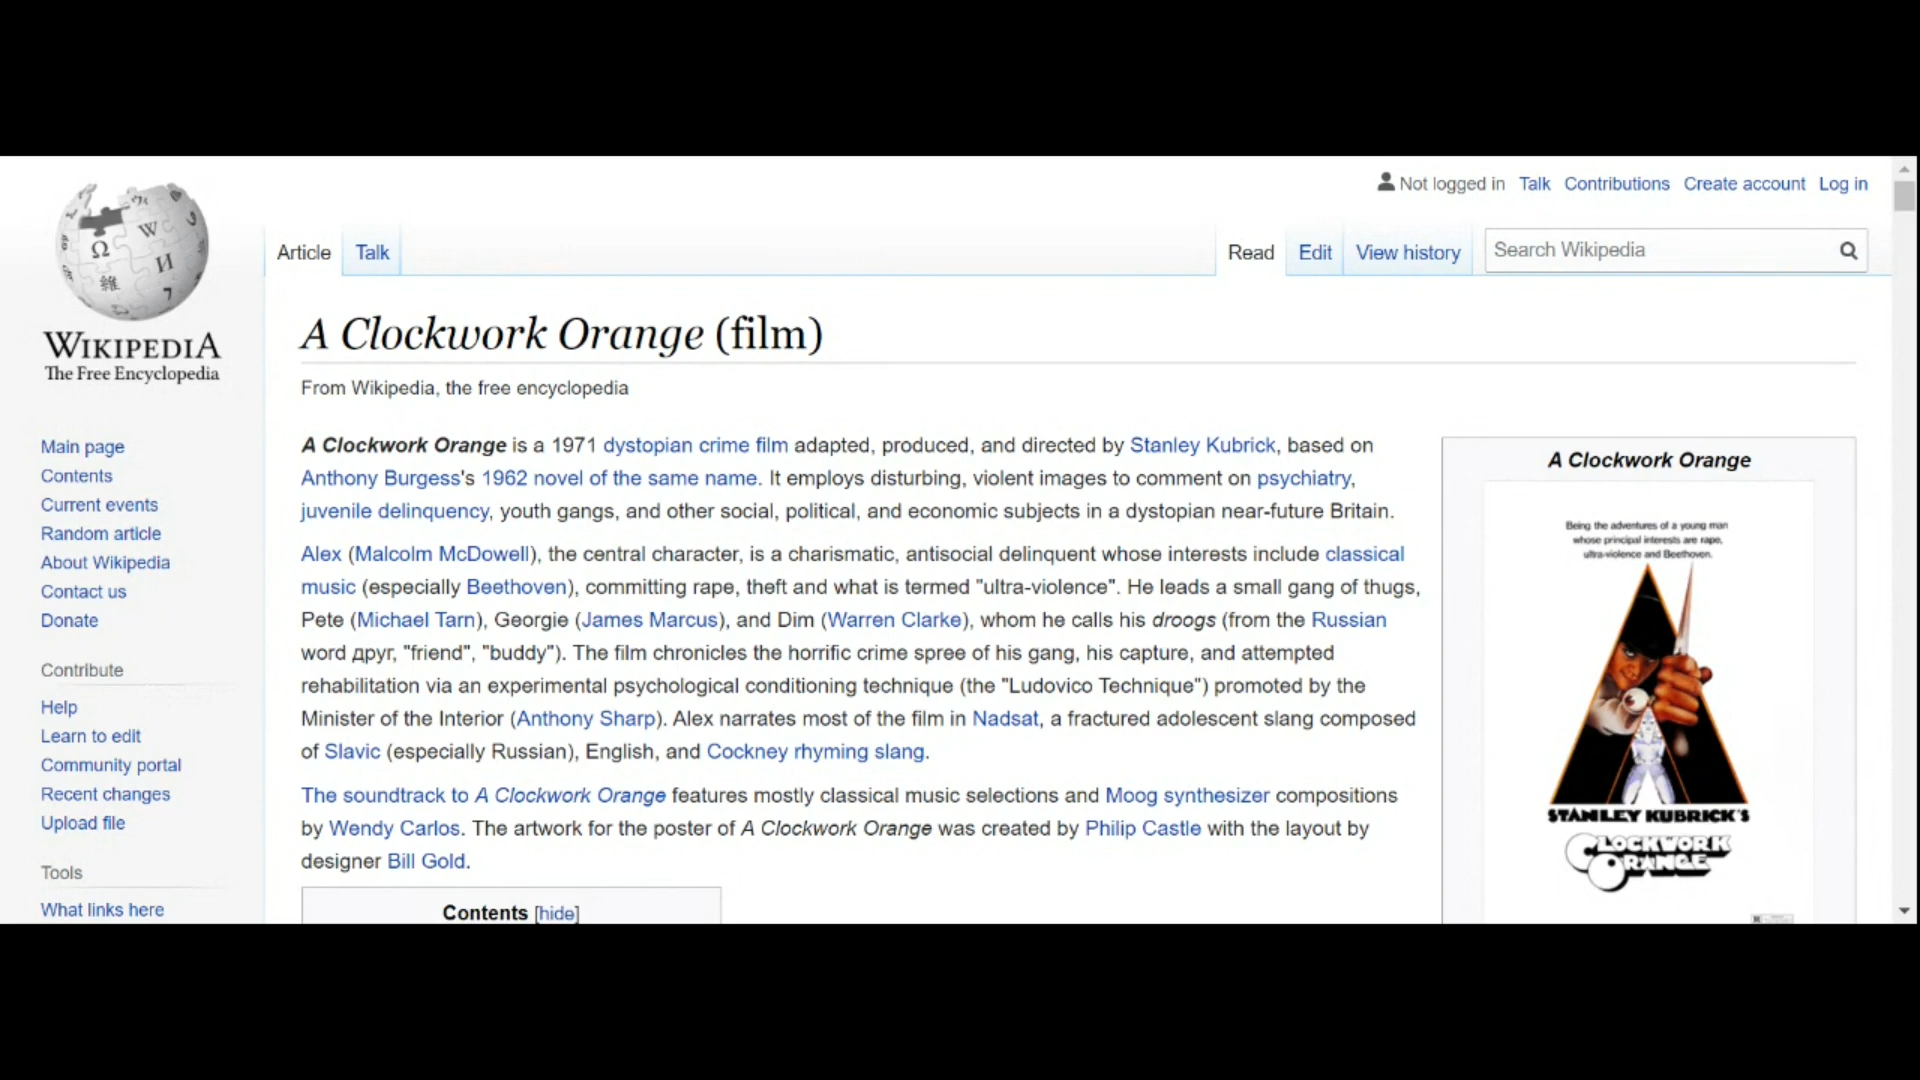 Not logged in Talk Contributions Create account Log in
Article Talk Read Edit View history Search Wikipedia
WIKIPEDIA
The Free Encyclopedia
Main page
Contents
Current events
Random article
About Wikipedia
Contact us
Donate
Contribute
Help
Learn to edit
Community portal
Recent changes
Upload file
Tools
What links here
A Clockwork Orange (film)
From Wikipedia, the free encyclopedia
A Clockwork Orange is a 1971 dystopian crime film adapted, produced, and directed by Stanley Kubrick, based on
Anthony Burgess's 1962 novel of the same name. It employs disturbing, violent images to comment on psychiatry,
juvenile delinquency, youth gangs, and other social, political, and economic subjects in a dystopian near-future Britain.
Alex (Malcolm McDowell), the central character, is a charismatic, antisocial delinquent whose interests include classical
music (especially Beethoven), committing rape, theft and what is termed "ultra-violence". He leads a small gang of thugs,
Pete (Michael Tarn), Georgie (James Marcus), and Dim (Warren Clarke), whom he calls his droogs (from the Russian
word друг, "friend", "buddy"). The film chronicles the horrific crime spree of his gang, his capture, and attempted
rehabilitation via an experimental psychological conditioning technique (the "Ludovico Technique") promoted by the
Minister of the Interior (Anthony Sharp). Alex narrates most of the film in Nadsat, a fractured adolescent slang composed
of Slavic (especially Russian), English, and Cockney rhyming slang.
The soundtrack to A Clockwork Orange features mostly classical music selections and Moog synthesizer compositions
by Wendy Carlos. The artwork for the poster of A Clockwork Orange was created by Philip Castle with the layout by
designer Bill Gold.
Contents [hide]
A Clockwork Orange
Being the adventures of a young man
whose principal interests are rape,
ultra-violence and Beethoven.
STANLEY KUBRICK'S
CLOCKWORK
ORANGE